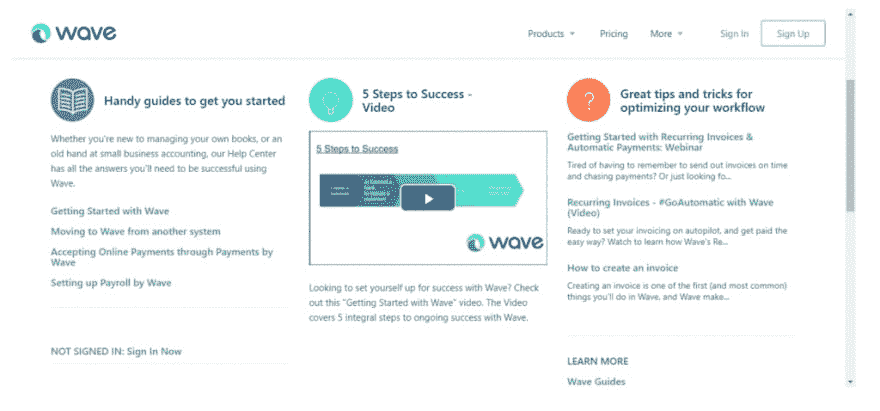 wave
Products
Pricing
More
Sign In
Sign Up
Handy guides to get you started
Whether you're new to managing your own books, or an
old hand at small business accounting, our Help Center
has all the answers you'll need to be successful using
Wave.
Getting Started with Wave
Moving to Wave from another system
Accepting Online Payments through Payments by
Wave
Setting up Payroll by Wave
NOT SIGNED IN: Sign In Now
5 Steps to Success -
Video
5 Steps to Success
wave
Looking to set yourself up for success with Wave? Check
out this "Getting Started with Wave" video. The Video
covers 5 integral steps to ongoing success with Wave.
?
Great tips and tricks for
optimizing your workflow
Getting Started with Recurring Invoices &
Automatic Payments: Webinar
Tired of having to remember to send out invoices on time
and chasing payments? Or just looking fo...
Recurring Invoices - #GoAutomatic with Wave
(Video)
Ready to set your invoicing on autopilot, and get paid the
easy way? Watch to learn how Wave's Re...
How to create an invoice
Creating an invoice is one of the first (and most common)
things you'll do in Wave, and Wave make...
LEARN MORE
Wave Guides